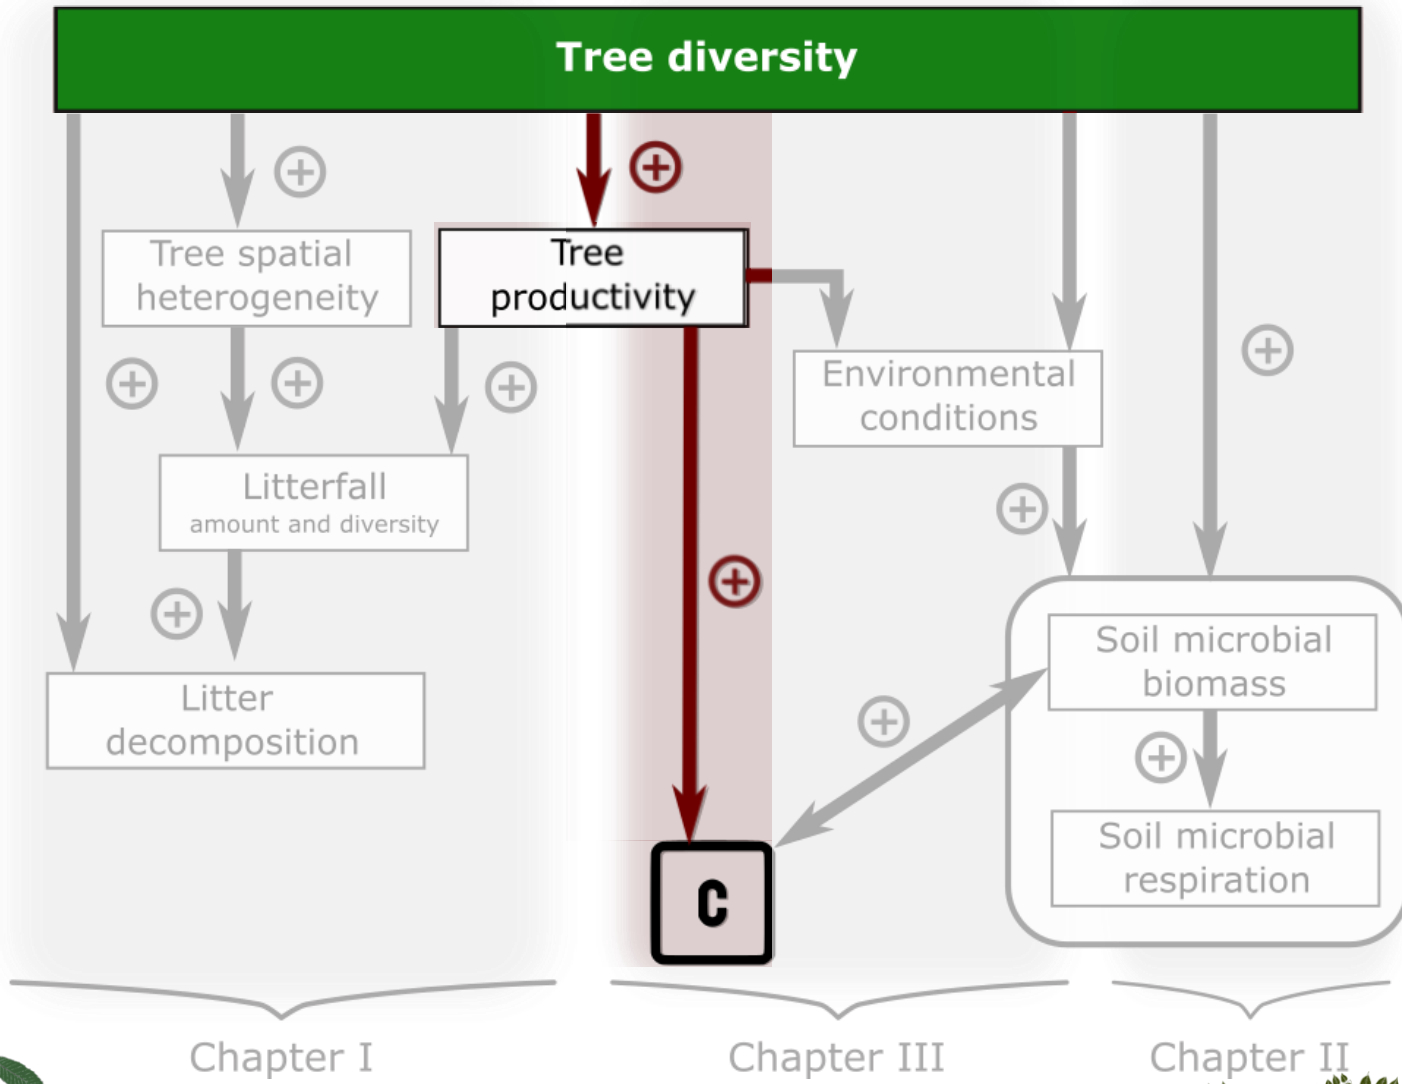 Tree diversity
+
+
Tree spatial
heterogeneity
Tree
productivity
+
+
+
Environmental
conditions
+
Litterfall
amount and diversity
+
+
+
Litter
decomposition
+
Soil microbial
biomass
+
Soil microbial
respiration
C
Chapter I
Chapter III
Chapter II